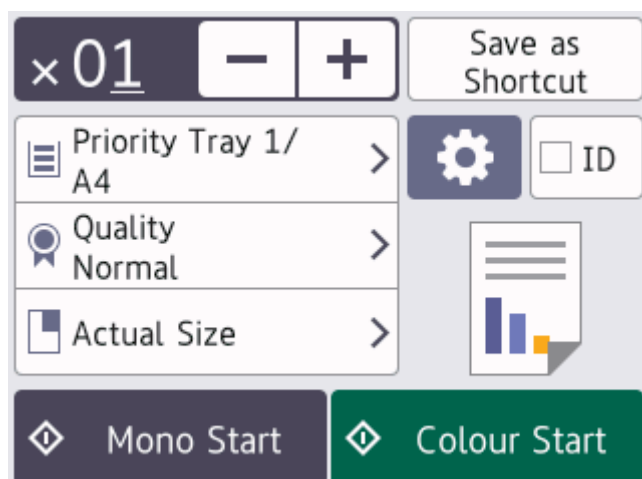 ×01 − +
Save as
Shortcut
Priority Tray 1/
A4
ID
Quality
Normal
Actual Size
Mono Start
Colour Start